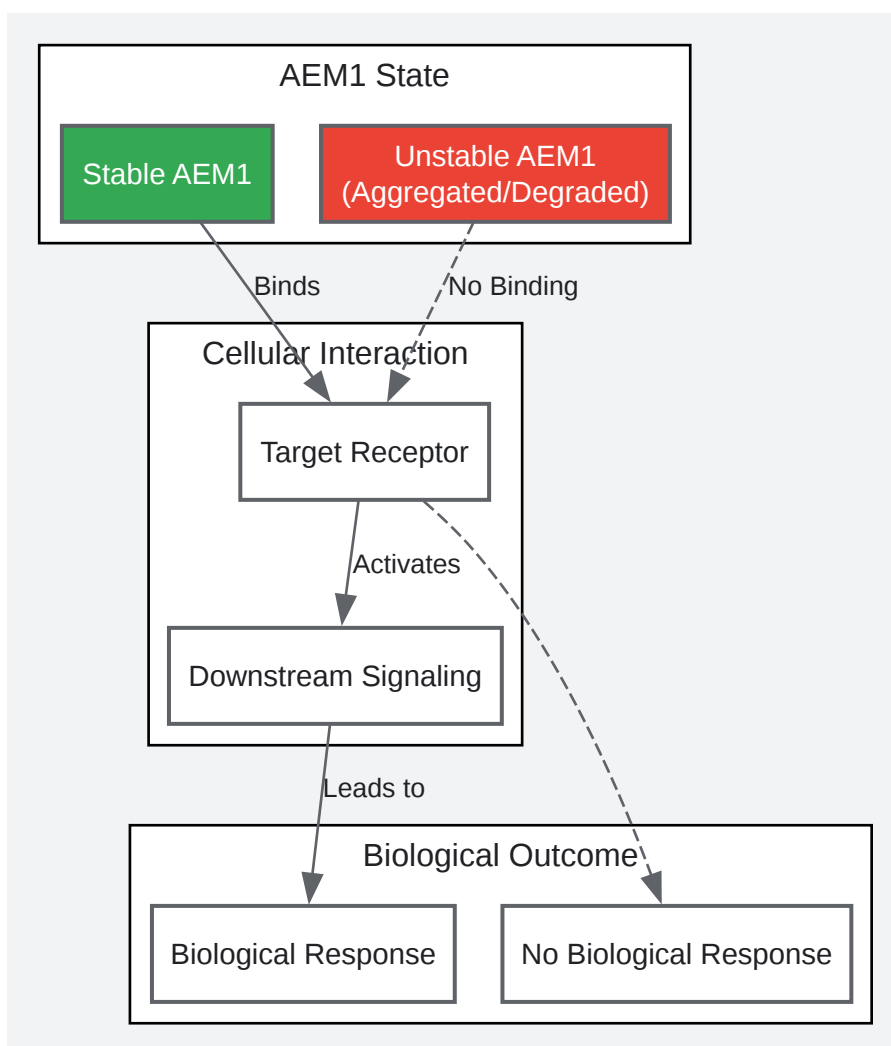 AEM1 State
Stable AEM1
Unstable AEM1
(Aggregated/Degraded)
Binds
No Binding
Cellular Interaction
Target Receptor
Activates
Downstream Signaling
Leads to
Biological Outcome
Biological Response
No Biological Response